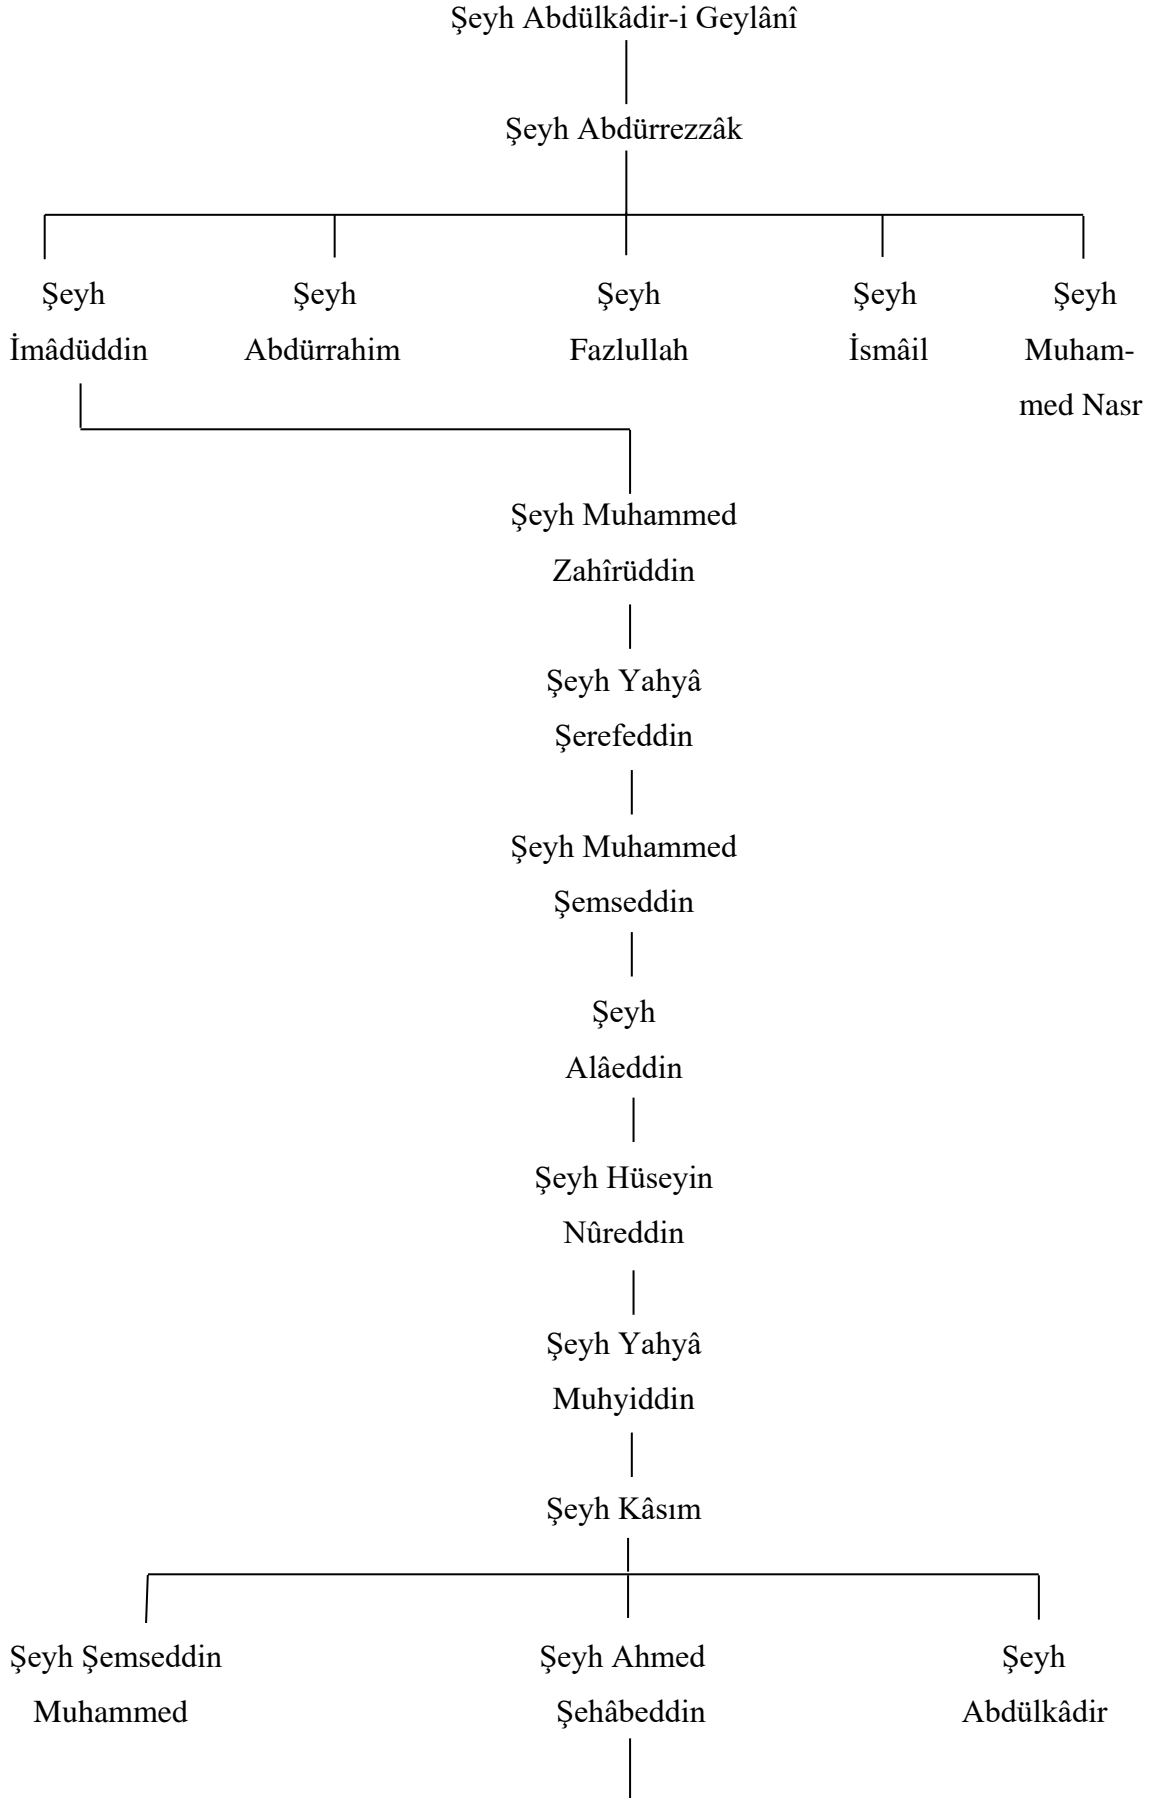 Şeyh Abdülkâdir-i Geylânî
Şeyh Abdürrezzâk
Şeyh
İmâdüddin
Şeyh
Abdürrahim
Şeyh
Fazlullah
Şeyh
İsmâil
Şeyh
Muham-
med Nasr
Şeyh Muhammed
Zahîrüddin
Şeyh Yahyâ
Şerefeddin
Şeyh Muhammed
Şemseddin
Şeyh
Alâeddin
Şeyh Hüseyin
Nûreddin
Şeyh Yahyâ
Muhyiddin
Şeyh Kâsım
Şeyh Şemseddin
Muhammed
Şeyh Ahmed
Şehâbeddin
Şeyh
Abdülkâdir